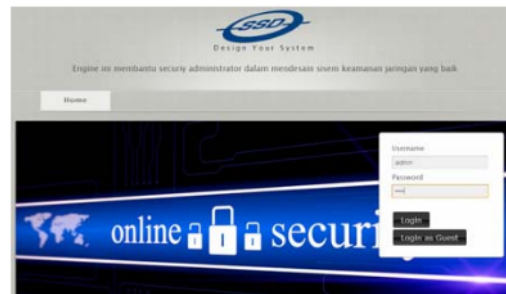 SSD
Design Your System
Engine ini membantu securiy administrator dalam mendesain sisem keamanan jaringan yang baik
Home
Username
admin
Password
online securi
Login
Login as Guest